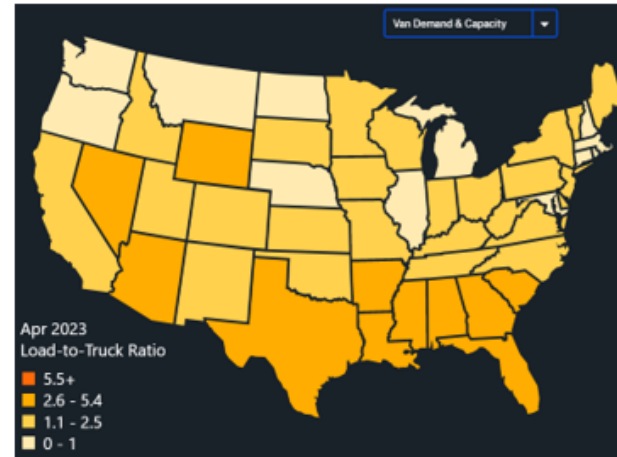 Van Demand & Capacity
Apr 2023
Load-to-Truck Ratio
5.5+
2.6 - 5.4
1.1 - 2.5
0 - 1